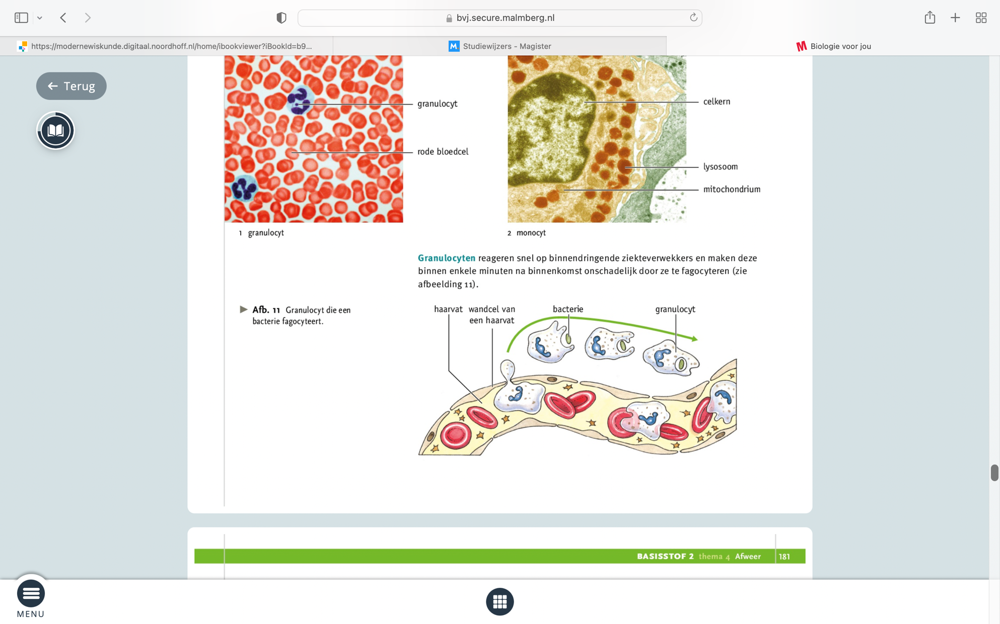 bvj.secure.malmberg.nl
https://modernewiskunde.digitaal.noordhoff.nl/home/ibookviewer?iBookId=b9...
M.
Studiewijzers - Magister
Biologie voor jou
Terug
granulocyt
rode bloedcel
celkern
lysosoom
mitochondrium
1 granulocyt
2 monocyt
Granulocyten reageren snel op binnendringende ziekteverwekkers en maken deze
binnen enkele minuten na binnenkomst onschadelijk door ze te fagocyteren (zie
afbeelding 11).
▶ Afb. 11 Granulocyt die een
bacterie fagocyteert.
haarvat
wandcel van
een haarvat
bacterie
granulocyt
BASISSTOF 2 thema 4 Afweer 181
MENU